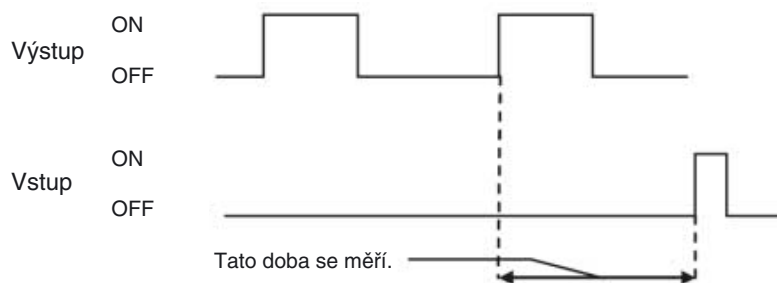 ON
Výstup
OFF
ON
Vstup
OFF
Tato doba se měří.